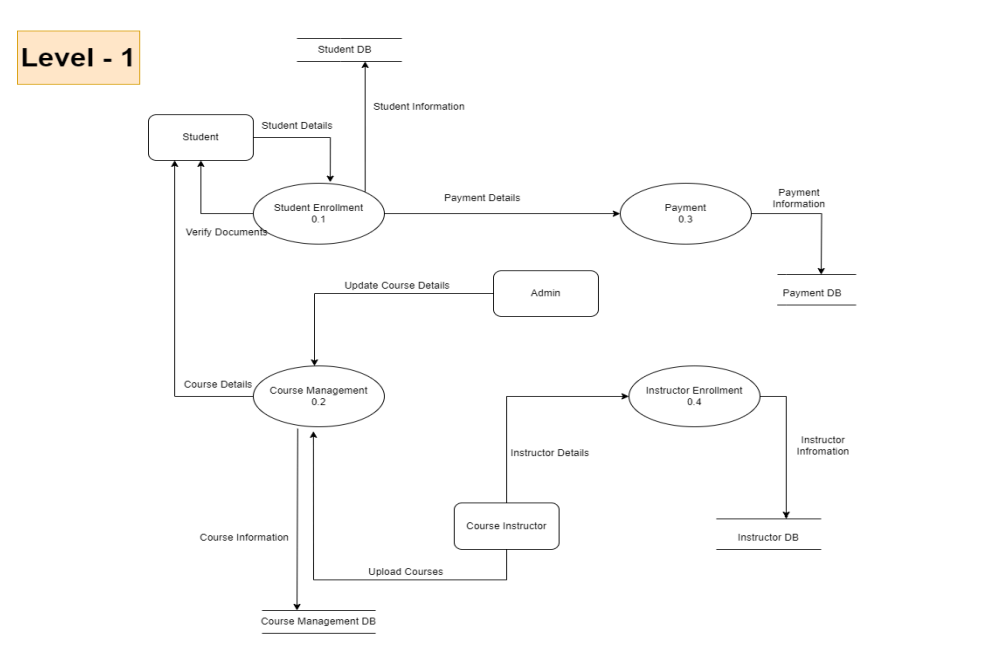 Level - 1
Student DB
Student Information
Student Details
Student
Student Enrollment
0.1
Payment Details
Payment
0.3
Payment
Information
Verify Documents
Payment DB
Update Course Details
Admin
Course Details
Course Management
0.2
Instructor Enrollment
0.4
Instructor Details
Instructor
Infromation
Course Instructor
Course Information
Instructor DB
Upload Courses
Course Management DB